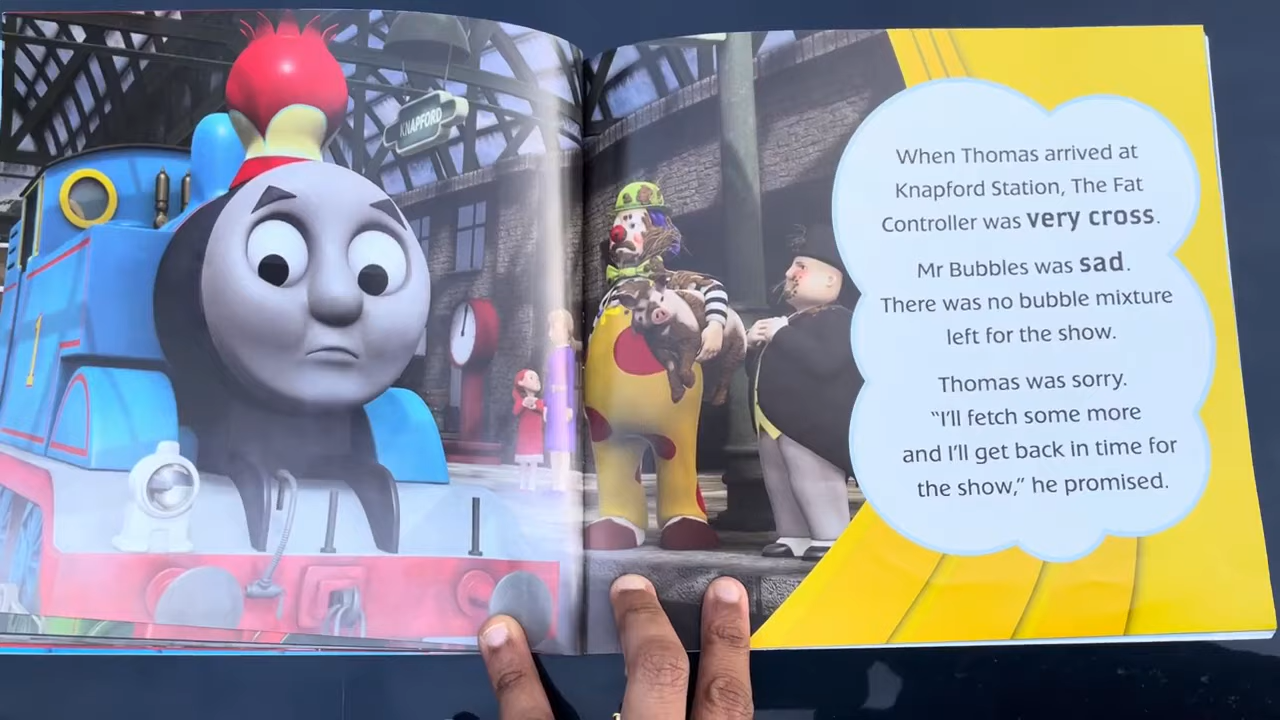 KNAPFORD
1
When Thomas arrived at
Knapford Station, The Fat
Controller was very cross.
Mr Bubbles was sad.
There was no bubble mixture
left for the show.
Thomas was sorry.
“I’ll fetch some more
and I’ll get back in time for
the show,” he promised.